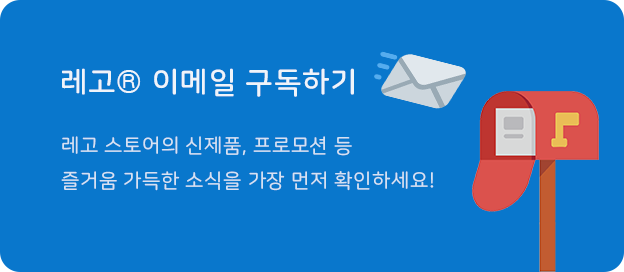 레고® 이메일 구독하기
레고 스토어의 신제품, 프로모션 등
즐거움 가득한 소식을 가장 먼저 확인하세요!